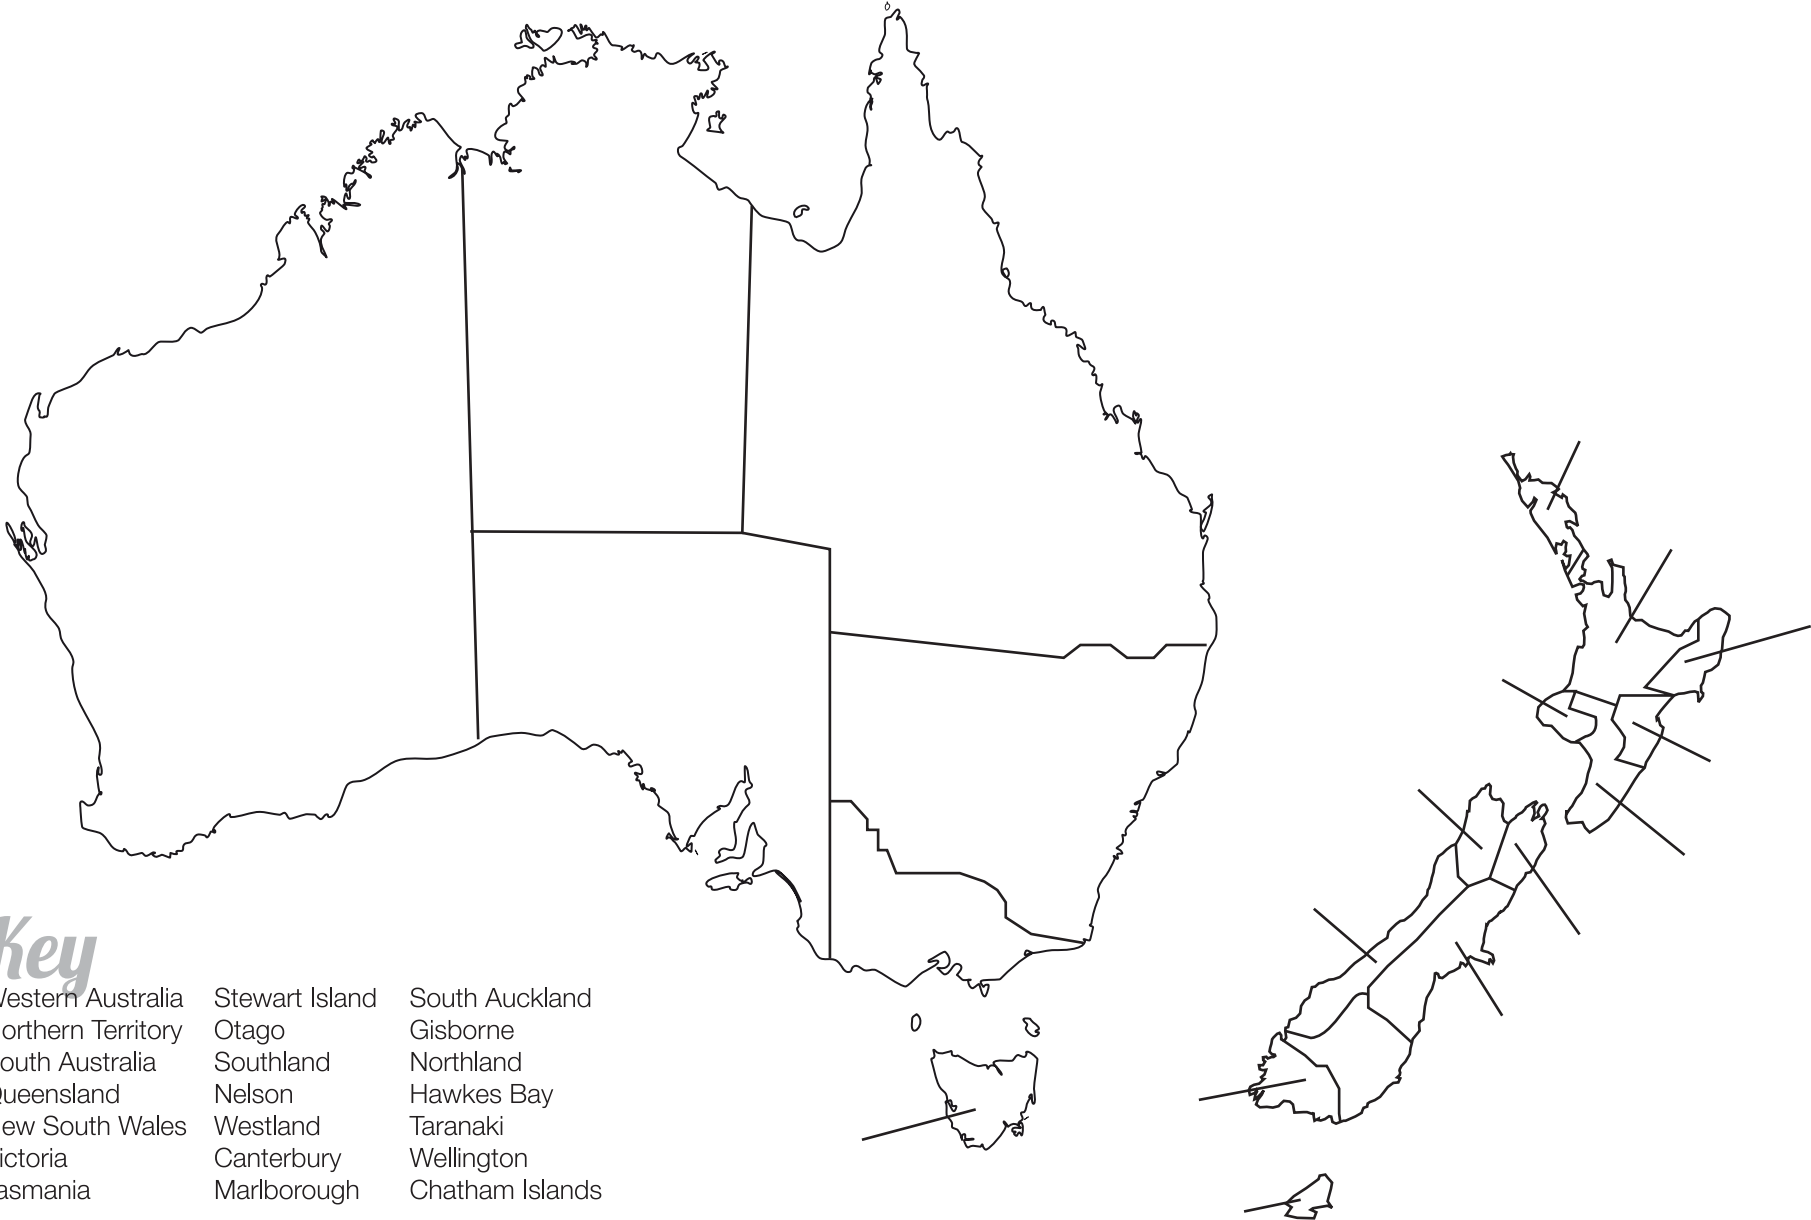 Key
Western Australia
orthern Territory
outh Australia
Queensland
ew South Wales
ictoria
asmania
Stewart Island
Otago
Southland
Nelson
Westland
Canterbury
Marlborough
South Auckland
Gisborne
Northland
Hawkes Bay
Taranaki
Wellington
Chatham Islands